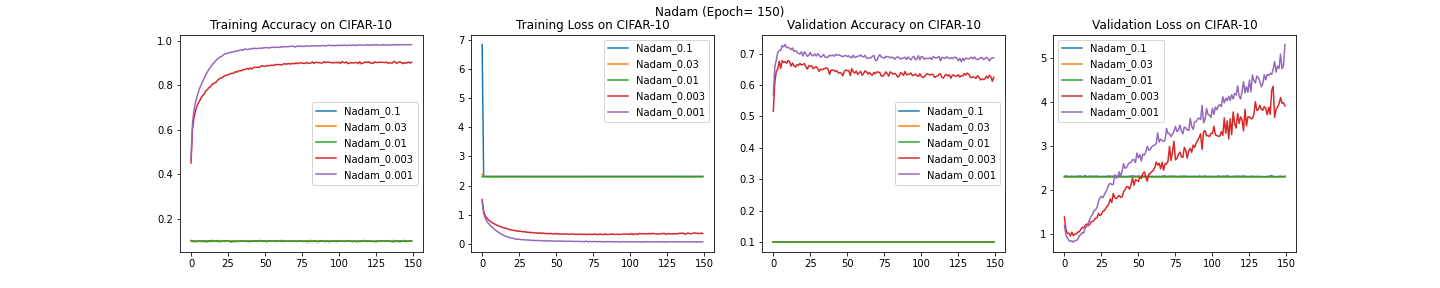 Nadam (Epoch= 150)
Training Accuracy on CIFAR-10
1.0
0.8
0.6
0.4
0.2
0
25
50
75
100
125
150
Nadam_0.1
Nadam_0.03
Nadam_0.01
Nadam_0.003
Nadam_0.001
Training Loss on CIFAR-10
7
6
5
4
3
2
1
0
0
25
50
75
100
125
150
Nadam_0.1
Nadam_0.03
Nadam_0.01
Nadam_0.003
Nadam_0.001
Validation Accuracy on CIFAR-10
0.7
0.6
0.5
0.4
0.3
0.2
0.1
0
25
50
75
100
125
150
Nadam_0.1
Nadam_0.03
Nadam_0.01
Nadam_0.003
Nadam_0.001
Validation Loss on CIFAR-10
5
4
3
2
1
0
25
50
75
100
125
150
Nadam_0.1
Nadam_0.03
Nadam_0.01
Nadam_0.003
Nadam_0.001